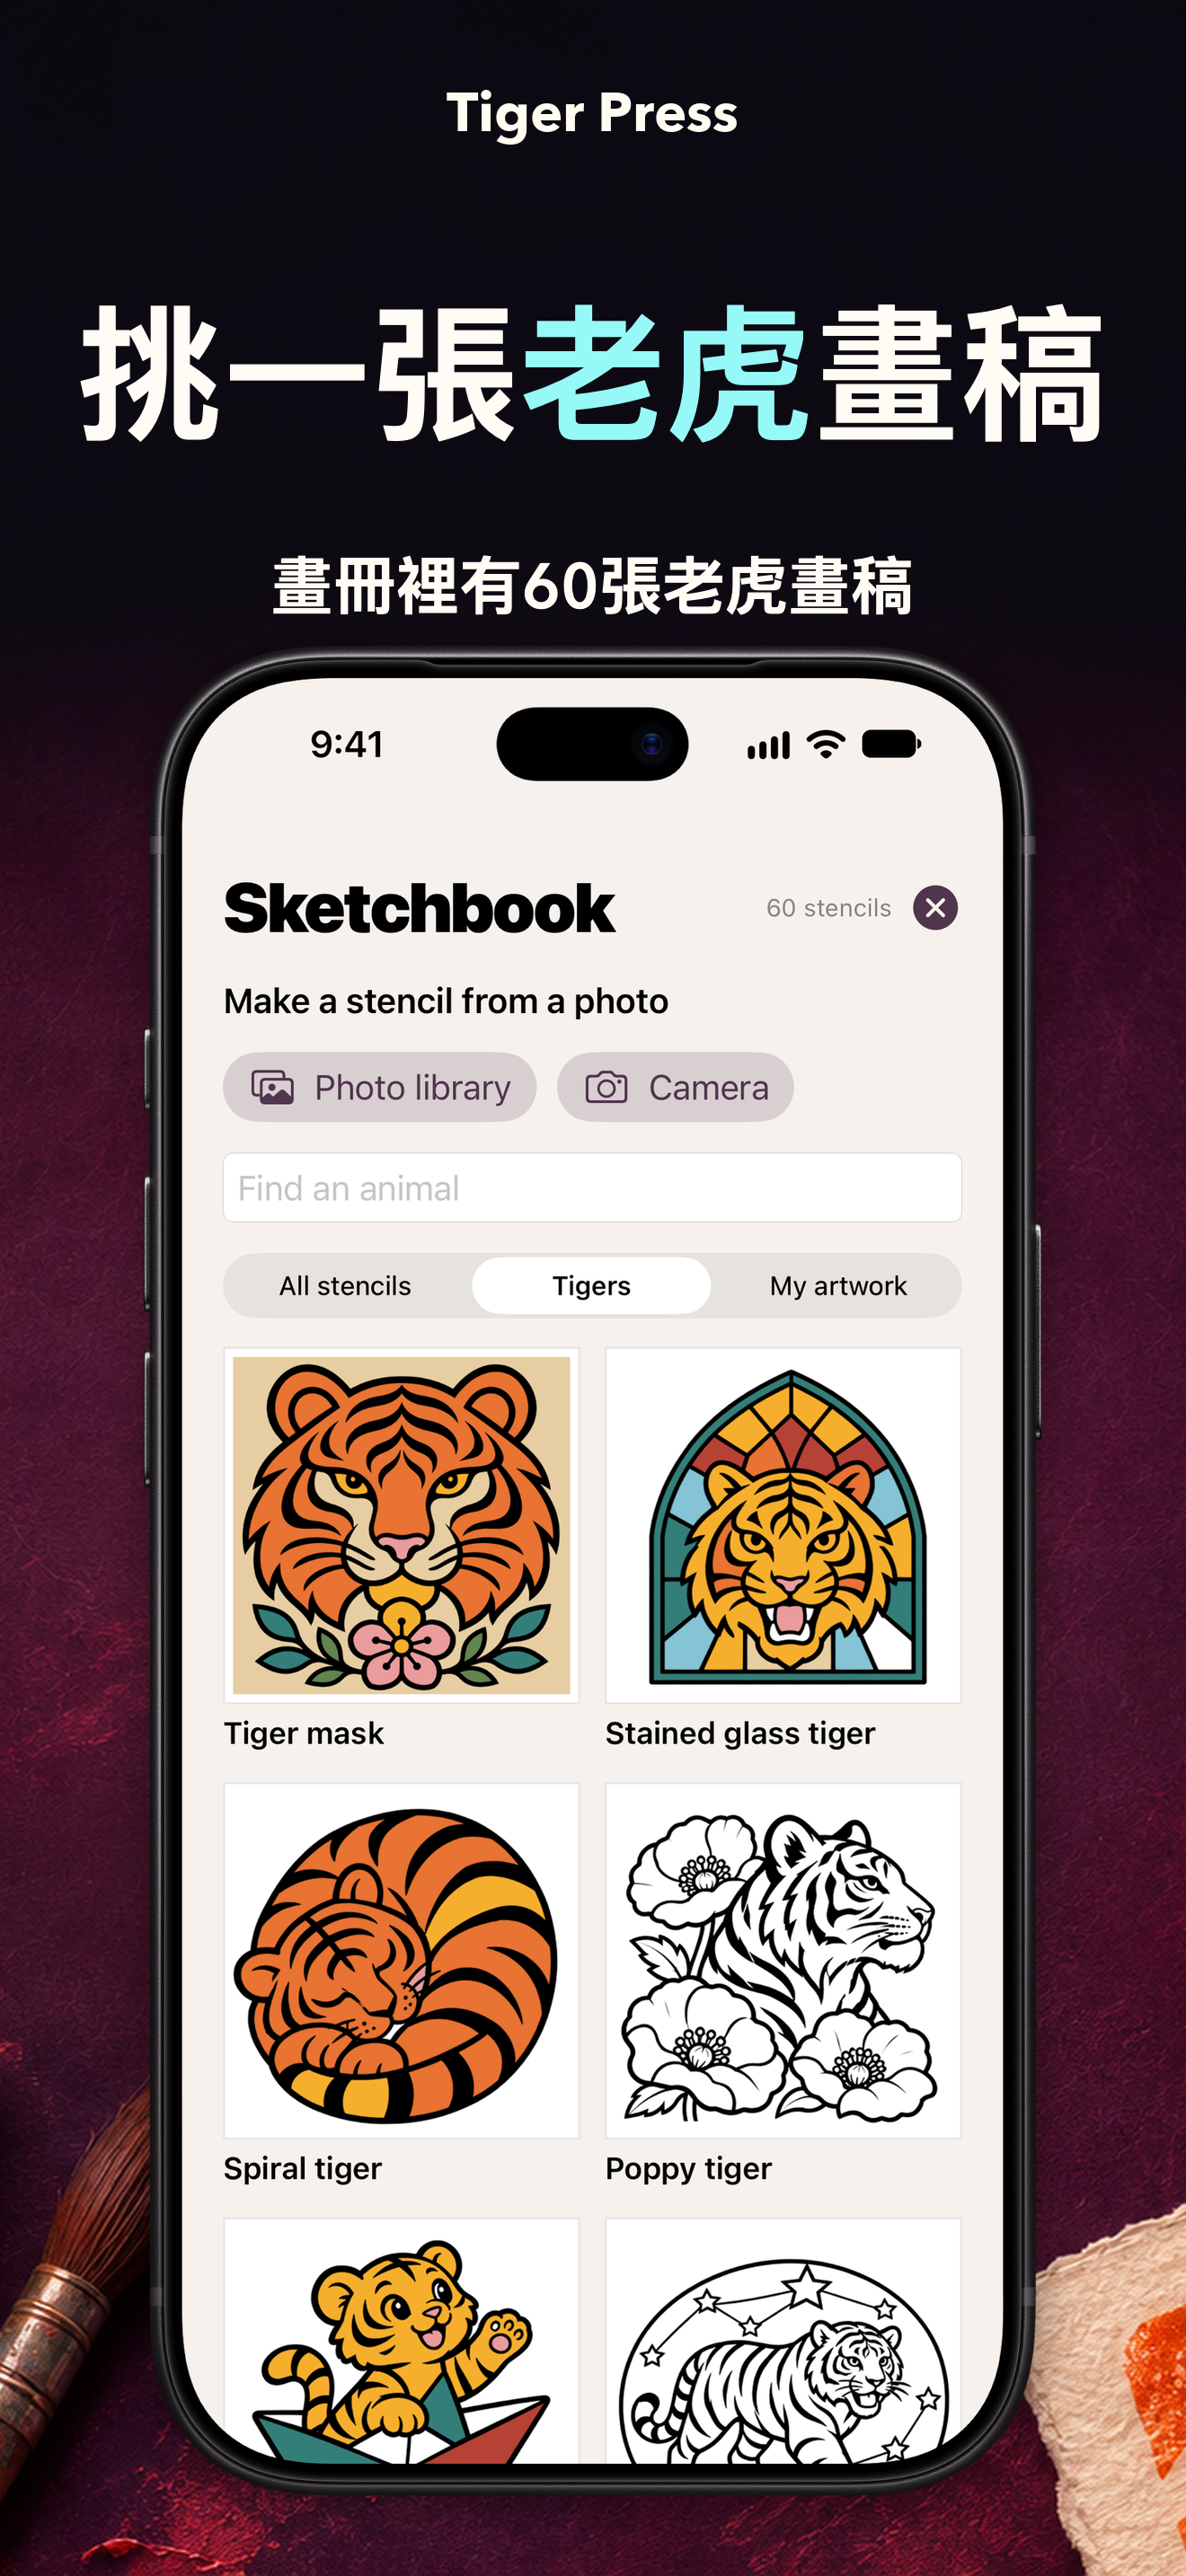 Tiger Press
挑一張老虎畫稿
畫冊裡有60張老虎畫稿
9:41
Sketchbook
60 stencils
Make a stencil from a photo
Photo library
Camera
Find an animal
All stencils
Tigers
My artwork
Tiger mask
Stained glass tiger
Spiral tiger
Poppy tiger